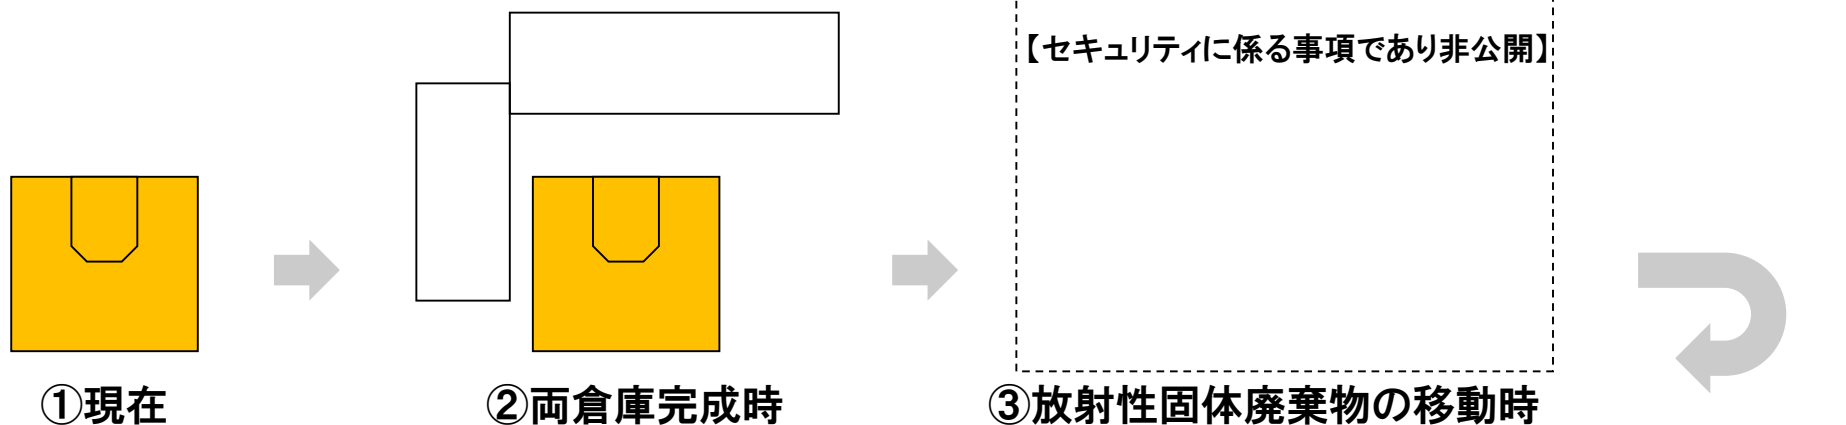 【セキュリティに係る事項であり非公開】
①現在
②両倉庫完成時
③放射性固体廃棄物の移動時